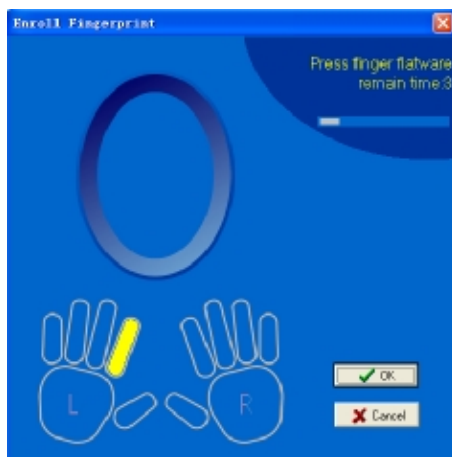 Enroll Fingerprint
Press finger flatware
remain time:3
L
R
OK
Cancel